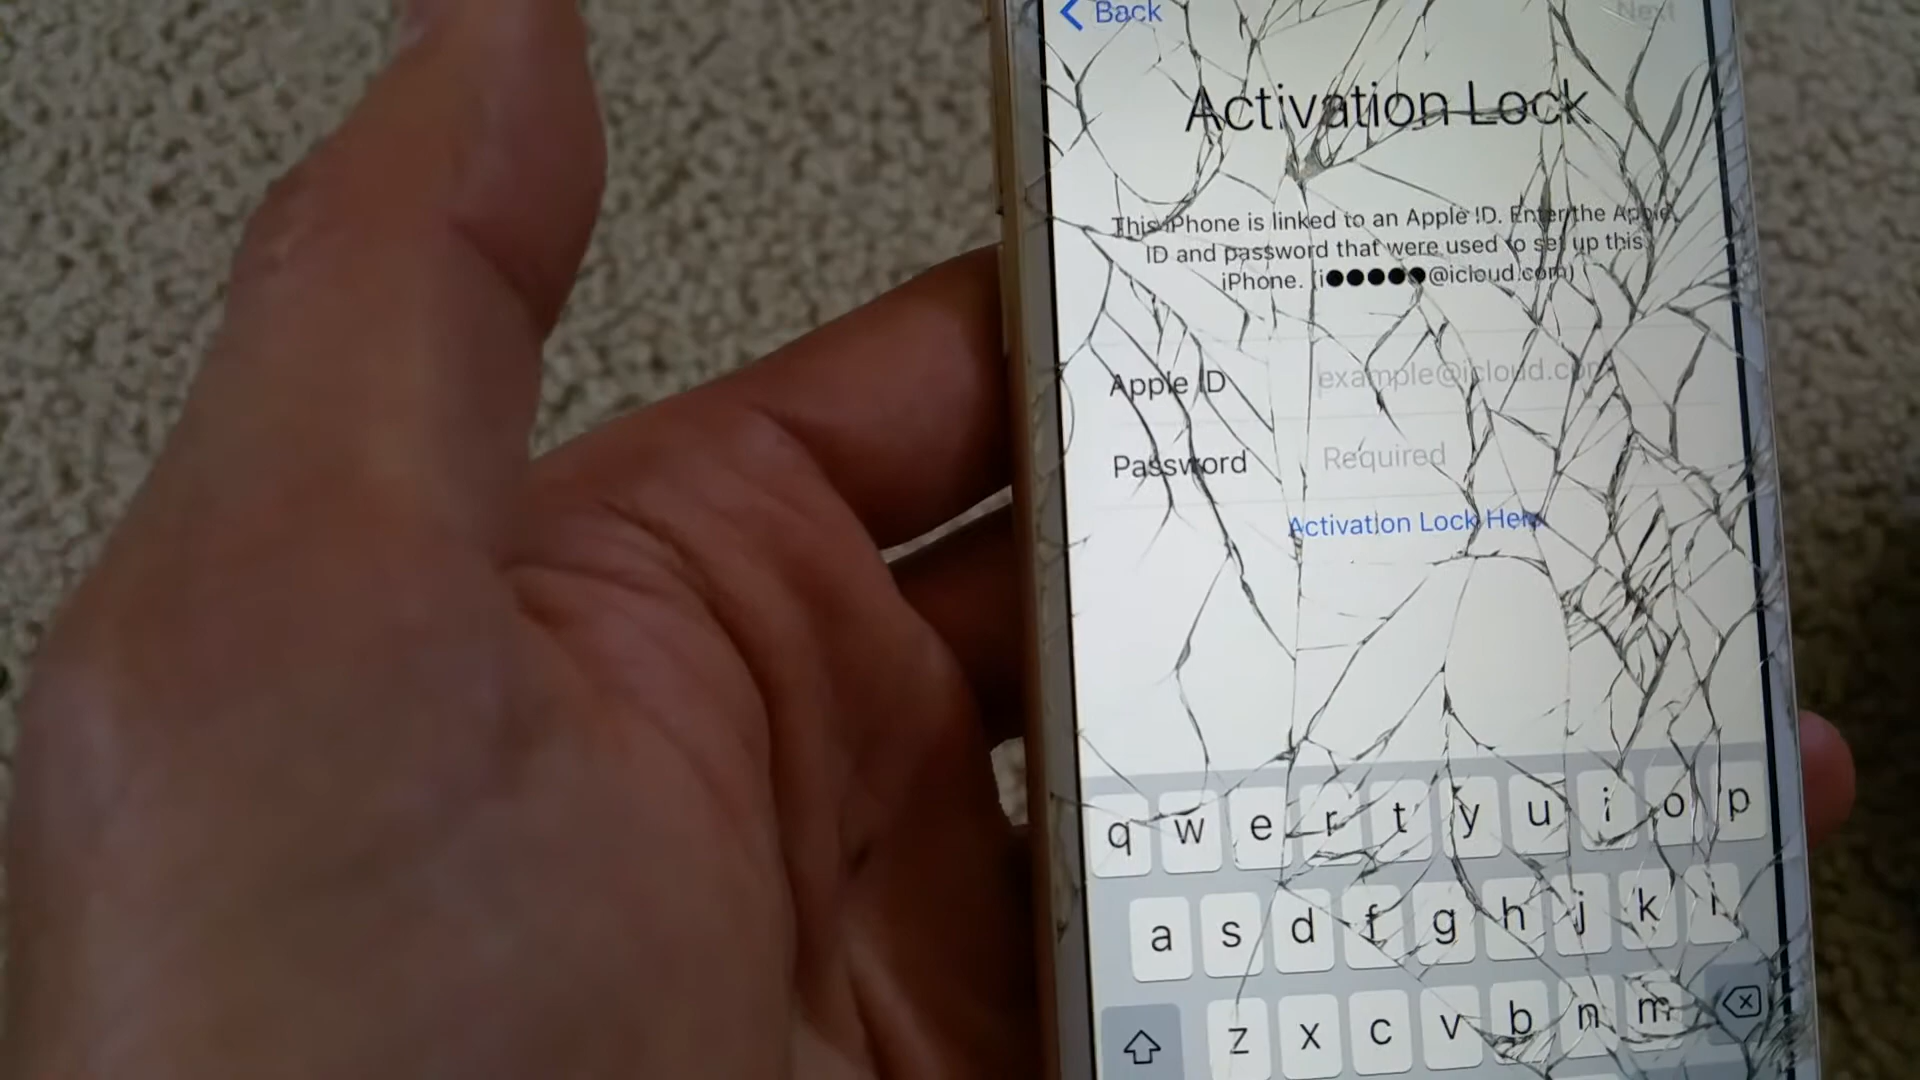 Back Next
Activation Lock
This iPhone is linked to an Apple ID. Enter the Apple
ID and password that were used to set up this
iPhone. (i●●●●●@icloud.com)
Apple ID example@icloud.com
Password Required
Activation Lock Help
q w e r t y u i o p
a s d f g h j k l
z x c v b n m